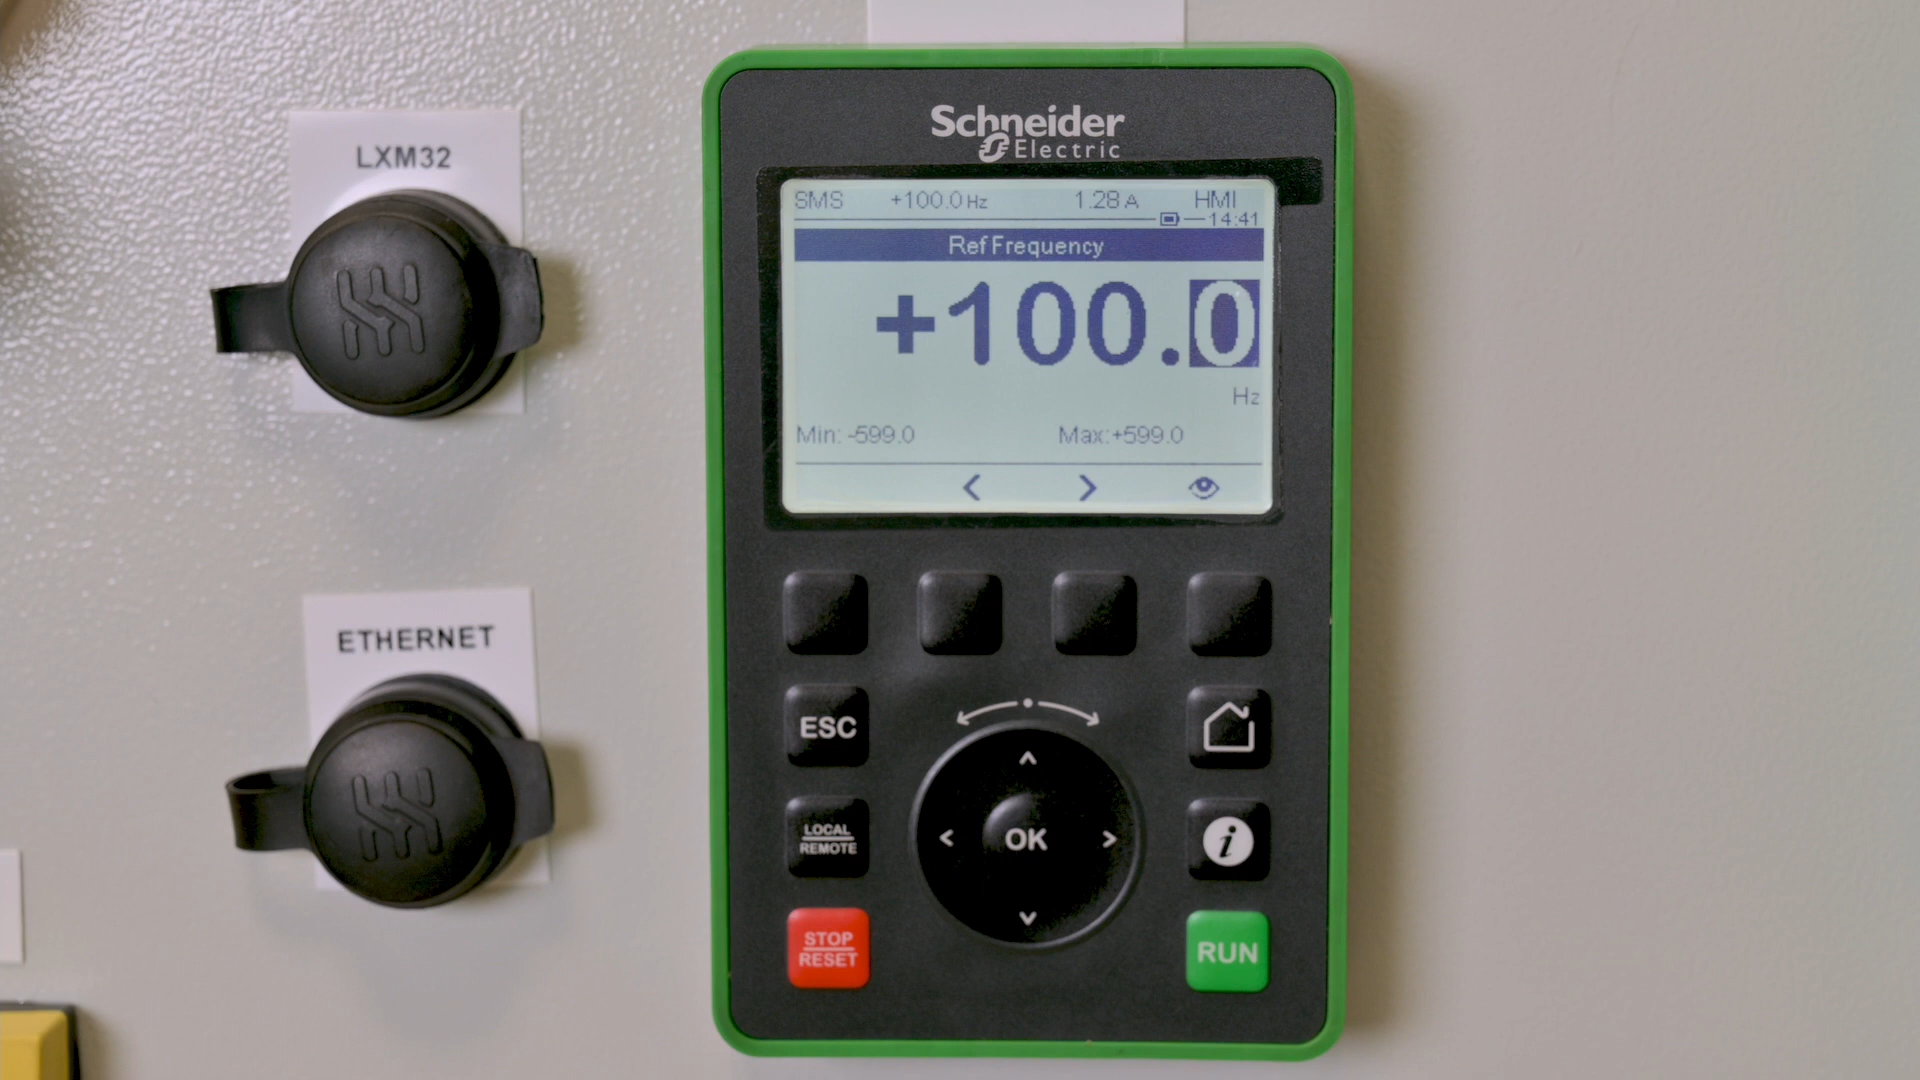 LXM32
ETHERNET
Schneider
Electric
SMS +100.0 Hz 1.28 A HMI
14:41
Ref Frequency
+100.0
Hz
Min: -599.0 Max:+599.0
ESC
LOCAL
REMOTE
OK
i
STOP
RESET
RUN